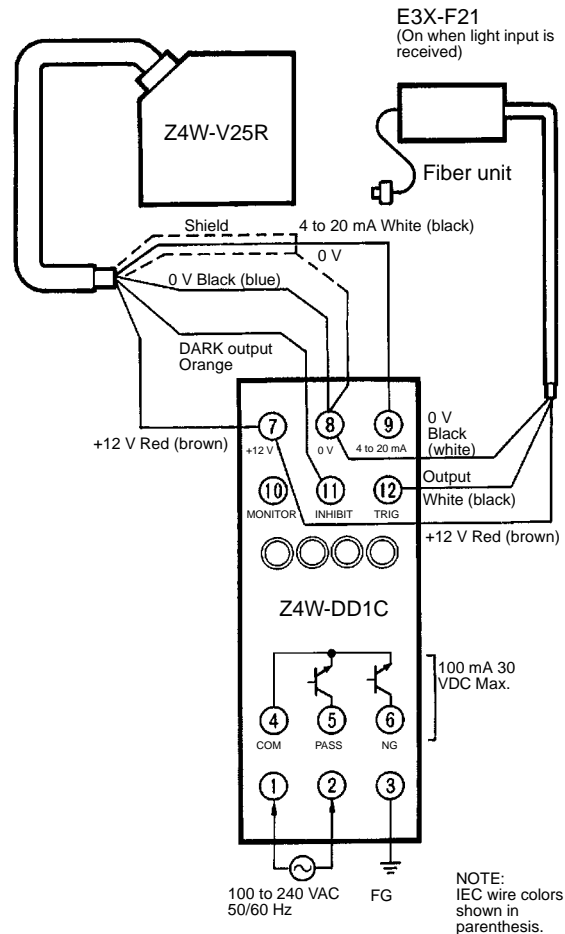 E3X-F21
(On when light input is
received)
Z4W-V25R
Fiber unit
Shield
4 to 20 mA White (black)
0 V
0 V Black (blue)
DARK output
Orange
7
8
9
+12 V
0 V
4 to 20 mA
+12 V Red (brown)
0 V
Black
(white)
Output
10
11
12
White (black)
MONITOR
INHIBIT
TRIG
+12 V Red (brown)
Z4W-DD1C
100 mA 30
VDC Max.
4
5
6
COM
PASS
NG
1
2
3
100 to 240 VAC
50/60 Hz
FG
NOTE:
IEC wire colors
shown in
parenthesis.